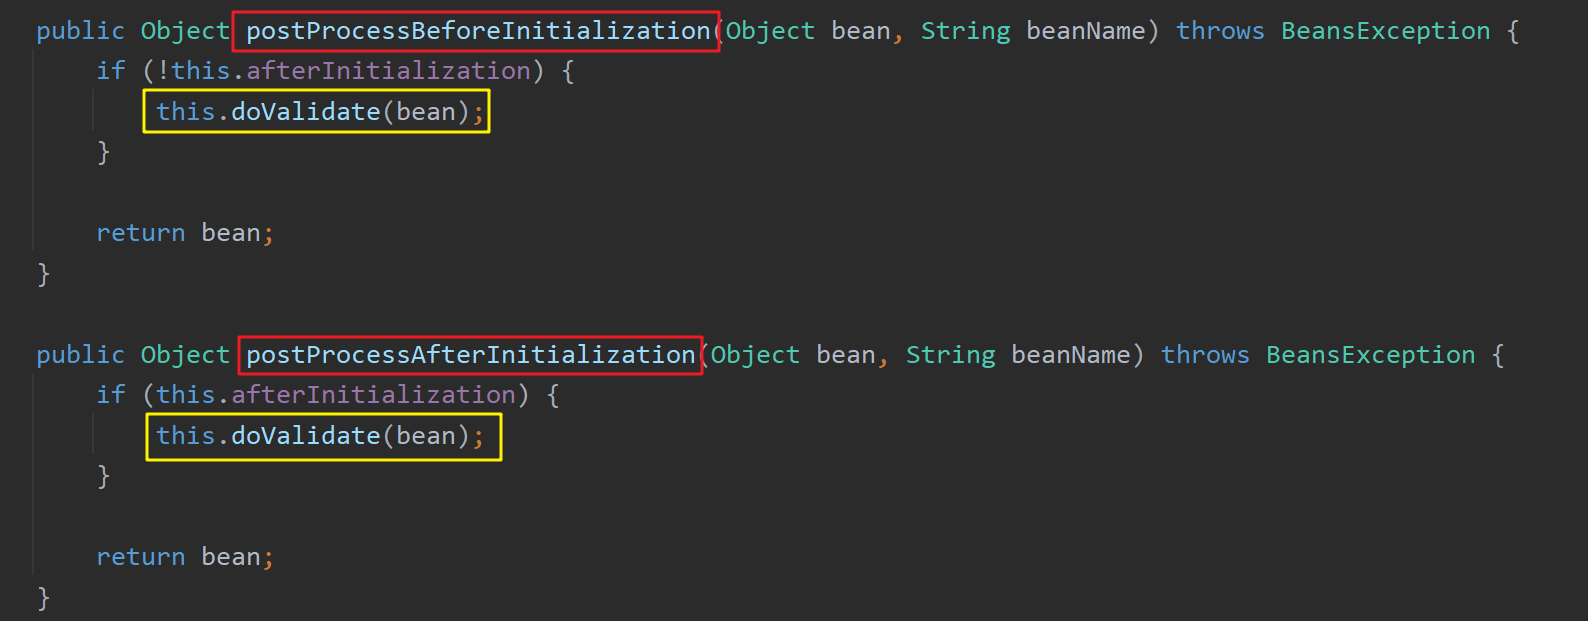 public Object postProcessBeforeInitialization(Object bean, String beanName) throws BeansException {
if (!this.afterInitialization) {
this.doValidate(bean);
}
return bean;
}
public Object postProcessAfterInitialization(Object bean, String beanName) throws BeansException {
if (this.afterInitialization) {
this.doValidate(bean);
}
return bean;
}